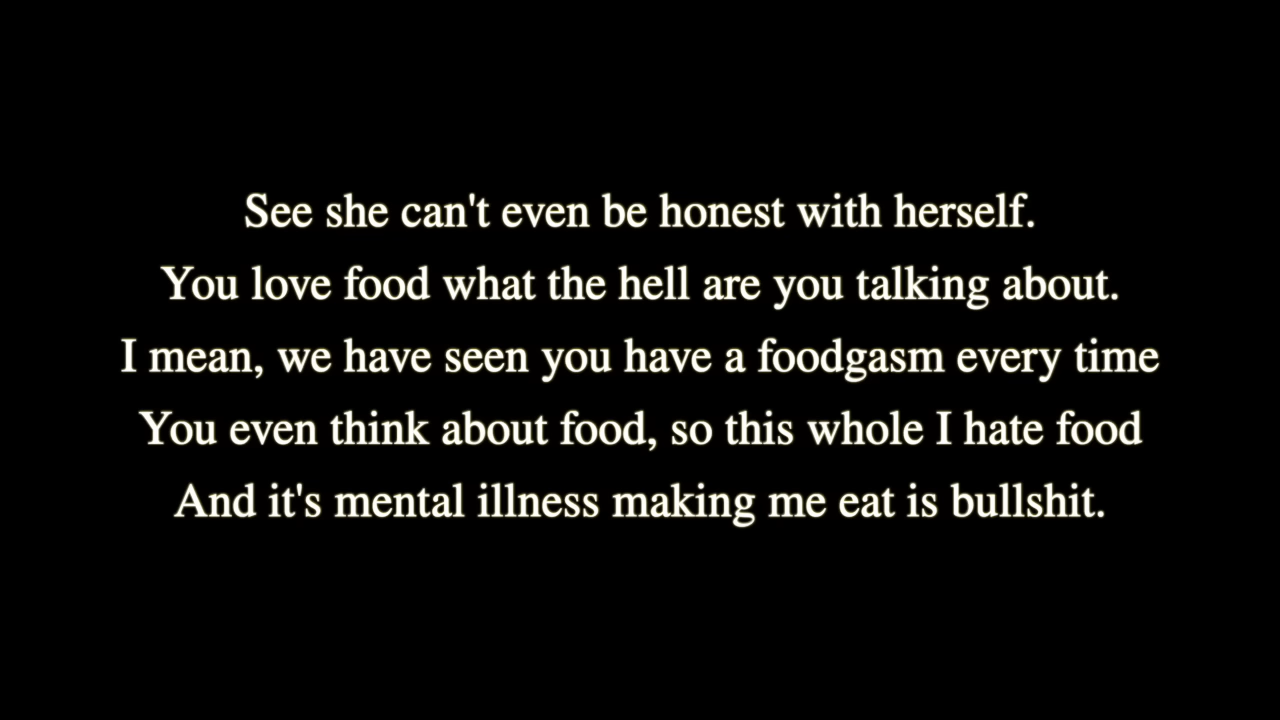 See she can't even be honest with herself.
You love food what the hell are you talking about.
I mean, we have seen you have a foodgasm every time
You even think about food, so this whole I hate food
And it's mental illness making me eat is bullshit.